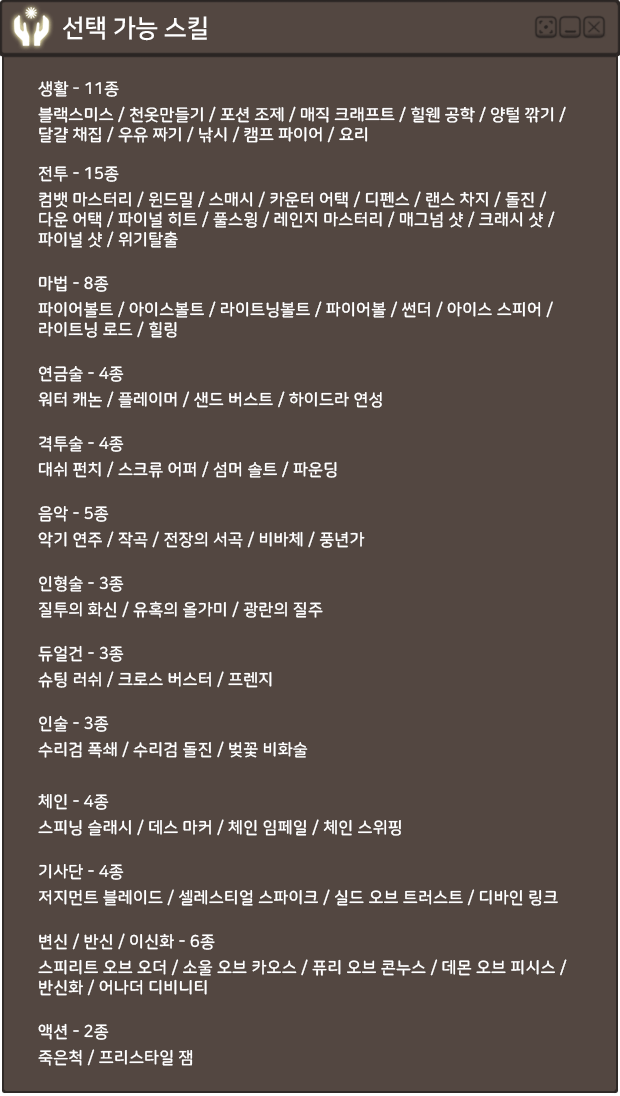 선택 가능 스킬
생활 - 11종
블랙스미스 / 천옷만들기 / 포션 조제 / 매직 크래프트 / 힐웬 공학 / 양털 깎기 /
달걀 채집 / 우유 짜기 / 낚시 / 캠프 파이어 / 요리
전투 - 15종
컴뱃 마스터리 / 윈드밀 / 스매시 / 카운터 어택 / 디펜스 / 랜스 차지 / 돌진 /
다운 어택 / 파이널 히트 / 풀스윙 / 레인지 마스터리 / 매그넘 샷 / 크래시 샷 /
파이널 샷 / 위기탈출
마법 - 8종
파이어볼트 / 아이스볼트 / 라이트닝볼트 / 파이어볼 / 썬더 / 아이스 스피어 /
라이트닝 로드 / 힐링
연금술 - 4종
워터 캐논 / 플레이머 / 샌드 버스트 / 하이드라 연성
격투술 - 4종
대쉬 펀치 / 스크류 어퍼 / 섬머 솔트 / 파운딩
음악 - 5종
악기 연주 / 작곡 / 전장의 서곡 / 비바체 / 풍년가
인형술 - 3종
질투의 화신 / 유혹의 올가미 / 광란의 질주
듀얼건 - 3종
슈팅 러쉬 / 크로스 버스터 / 프렌지
인술 - 3종
수리검 폭쇄 / 수리검 돌진 / 벚꽃 비화술
체인 - 4종
스피닝 슬래시 / 데스 마커 / 체인 임페일 / 체인 스위핑
기사단 - 4종
저지먼트 블레이드 / 셀레스티얼 스파이크 / 실드 오브 트러스트 / 디바인 링크
변신 / 반신 / 이신화 - 6종
스피리트 오브 오더 / 소울 오브 카오스 / 퓨리 오브 콘누스 / 데몬 오브 피시스 /
반신화 / 어나더 디비니티
액션 - 2종
죽은척 / 프리스타일 잼